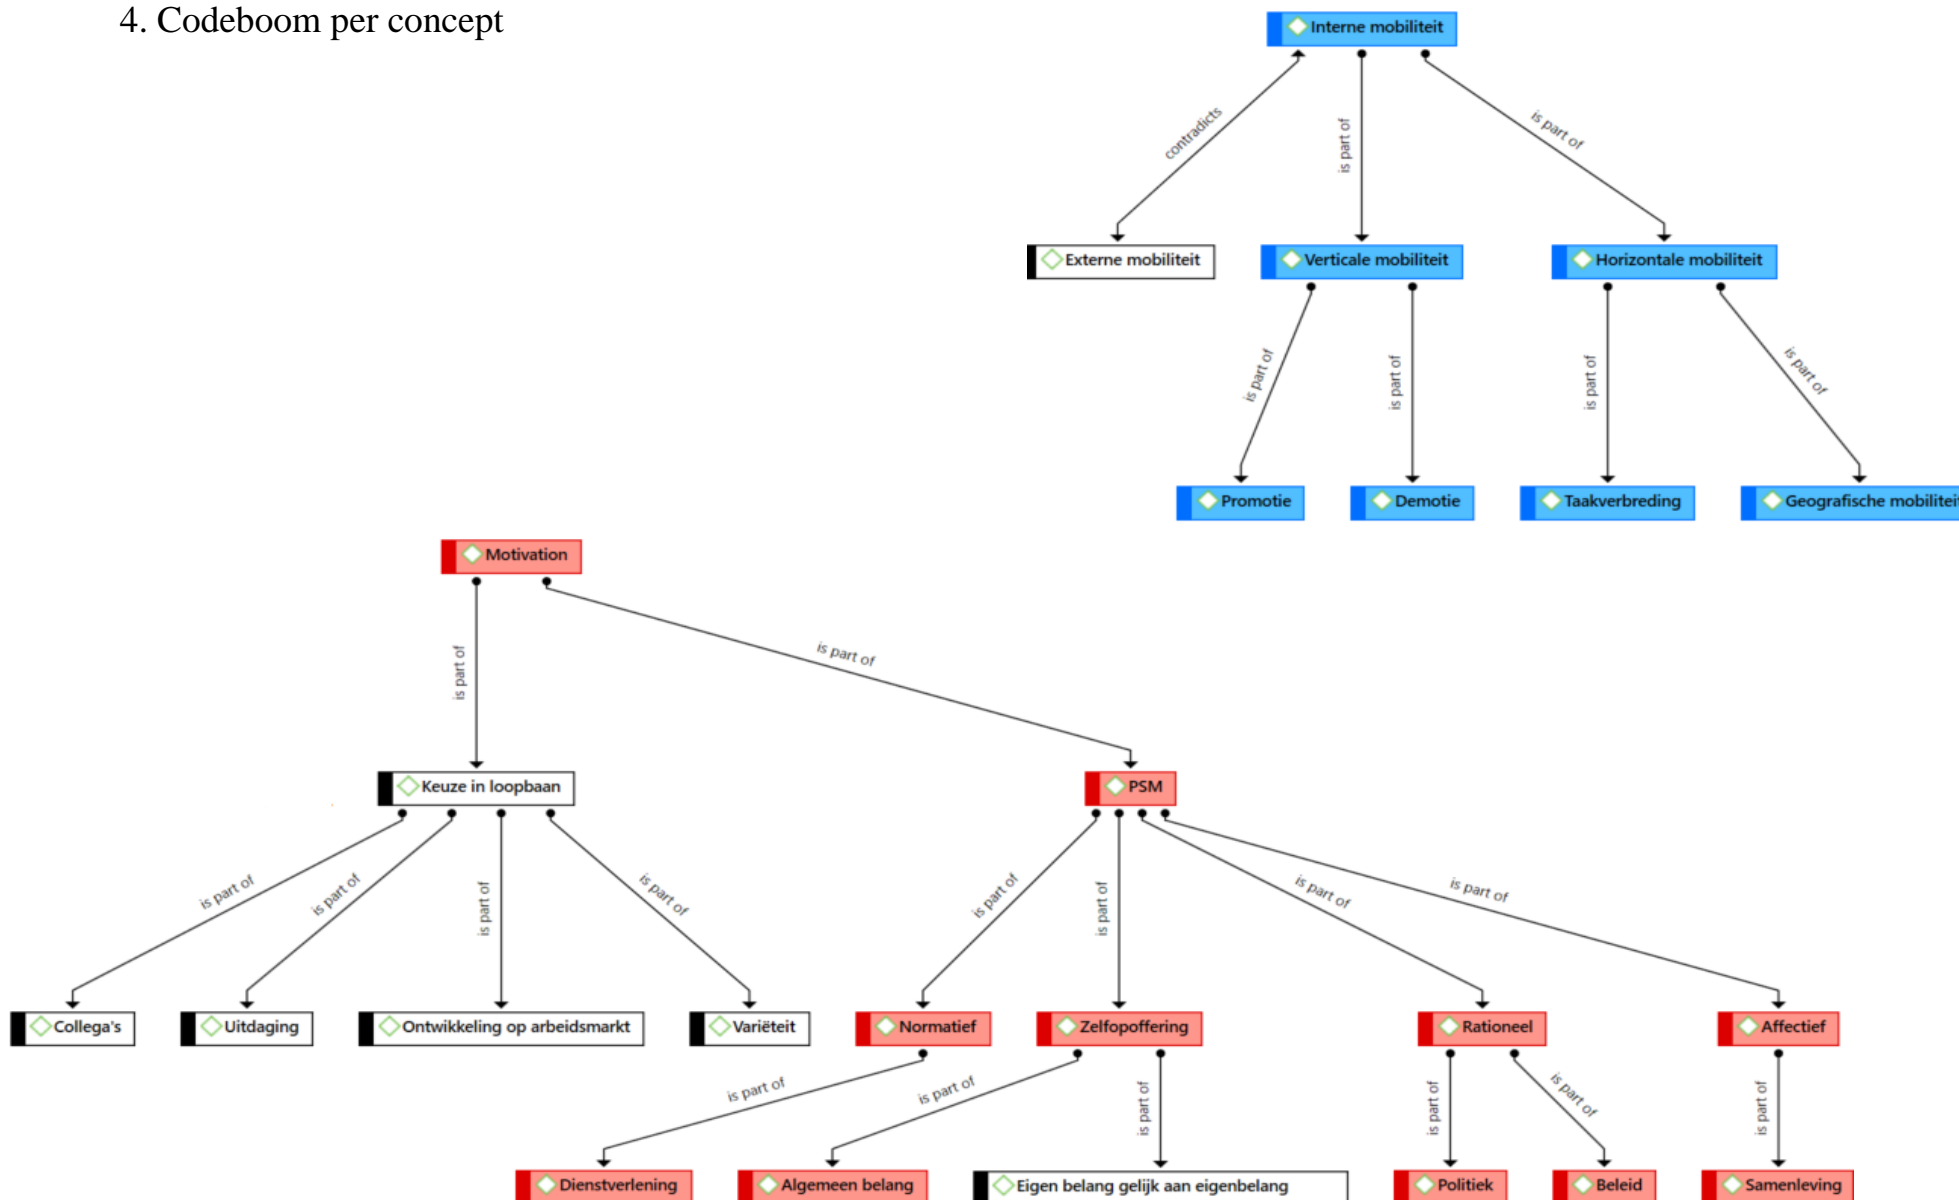 4. Codeboom per concept
Interne mobiliteit
contradicts
is part of
is part of
Externe mobiliteit
Verticale mobiliteit
Horizontale mobiliteit
is part of
is part of
is part of
is part of
Promotie
Demotie
Taakverbreding
Geografische mobiliteit
Motivation
is part of
is part of
Keuze in loopbaan
PSM
is part of
is part of
is part of
is part of
is part of
is part of
is part of
is part of
Collega's
Uitdaging
Ontwikkeling op arbeidsmarkt
Variëteit
Normatief
Zelfopoffering
Rationeel
Affectief
is part of
is part of
is part of
is part of
is part of
is part of
Dienstverlening
Algemeen belang
Eigen belang gelijk aan eigenbelang
Politiek
Beleid
Samenleving